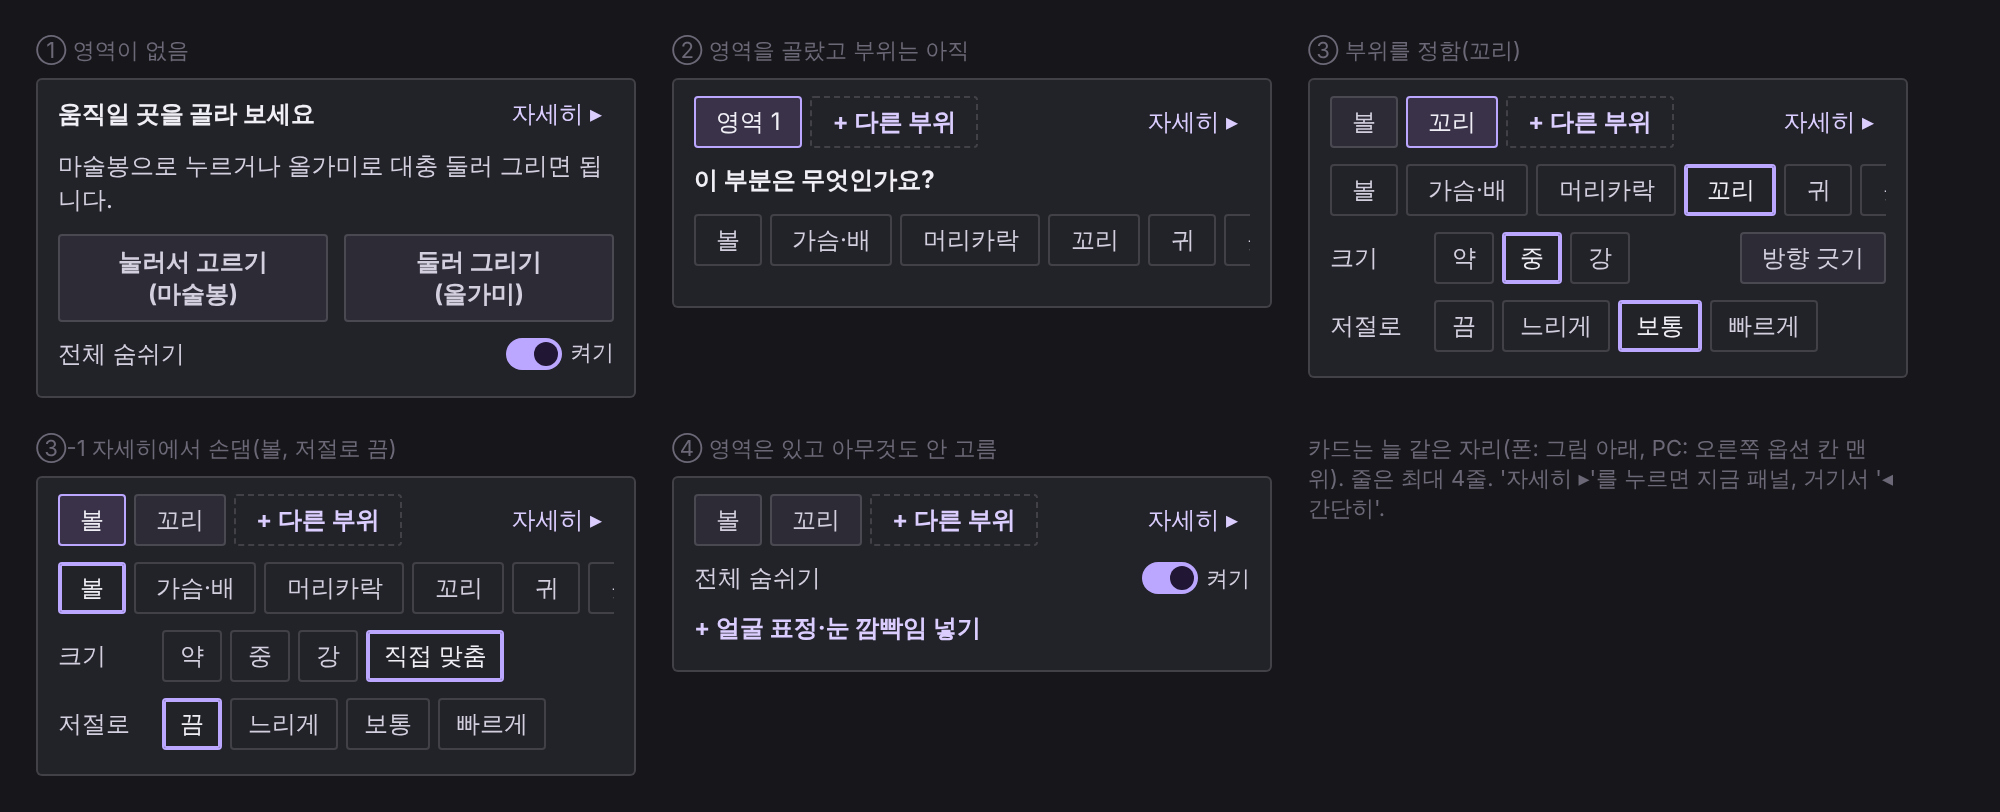 ① 영역이 없음
움직일 곳을 골라 보세요
자세히 ▸
마술봉으로 누르거나 올가미로 대충 둘러 그리면 됩
니다.
눌러서 고르기
(마술봉)
둘러 그리기
(올가미)
전체 숨쉬기
켜기
② 영역을 골랐고 부위는 아직
영역 1
+ 다른 부위
자세히 ▸
이 부분은 무엇인가요?
볼
가슴·배
머리카락
꼬리
귀
③ 부위를 정함(꼬리)
볼
꼬리
+ 다른 부위
자세히 ▸
볼
가슴·배
머리카락
꼬리
귀
크기
약
중
강
방향 긋기
저절로
끔
느리게
보통
빠르게
③-1 자세히에서 손댐(볼, 저절로 끔)
볼
꼬리
+ 다른 부위
자세히 ▸
볼
가슴·배
머리카락
꼬리
귀
크기
약
중
강
직접 맞춤
저절로
끔
느리게
보통
빠르게
④ 영역은 있고 아무것도 안 고름
볼
꼬리
+ 다른 부위
자세히 ▸
전체 숨쉬기
켜기
+ 얼굴 표정·눈 깜빡임 넣기
카드는 늘 같은 자리(폰: 그림 아래, PC: 오른쪽 옵션 칸 맨
위). 줄은 최대 4줄. '자세히 ▸'를 누르면 지금 패널, 거기서 '◂
간단히'.